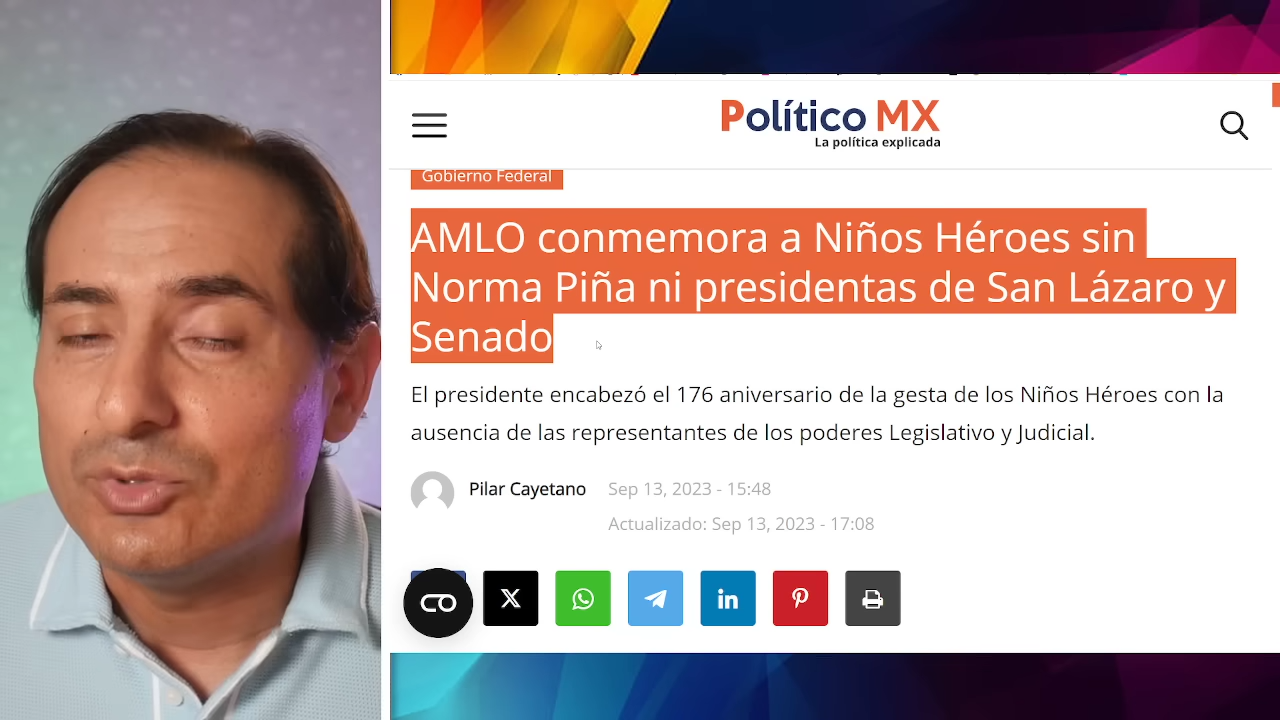 Político MX
La política explicada
Gobierno Federal
AMLO conmemora a Niños Héroes sin
Norma Piña ni presidentas de San Lázaro y
Senado
El presidente encabezó el 176 aniversario de la gesta de los Niños Héroes con la
ausencia de las representantes de los poderes Legislativo y Judicial.
Pilar Cayetano Sep 13, 2023 - 15:48
Actualizado: Sep 13, 2023 - 17:08